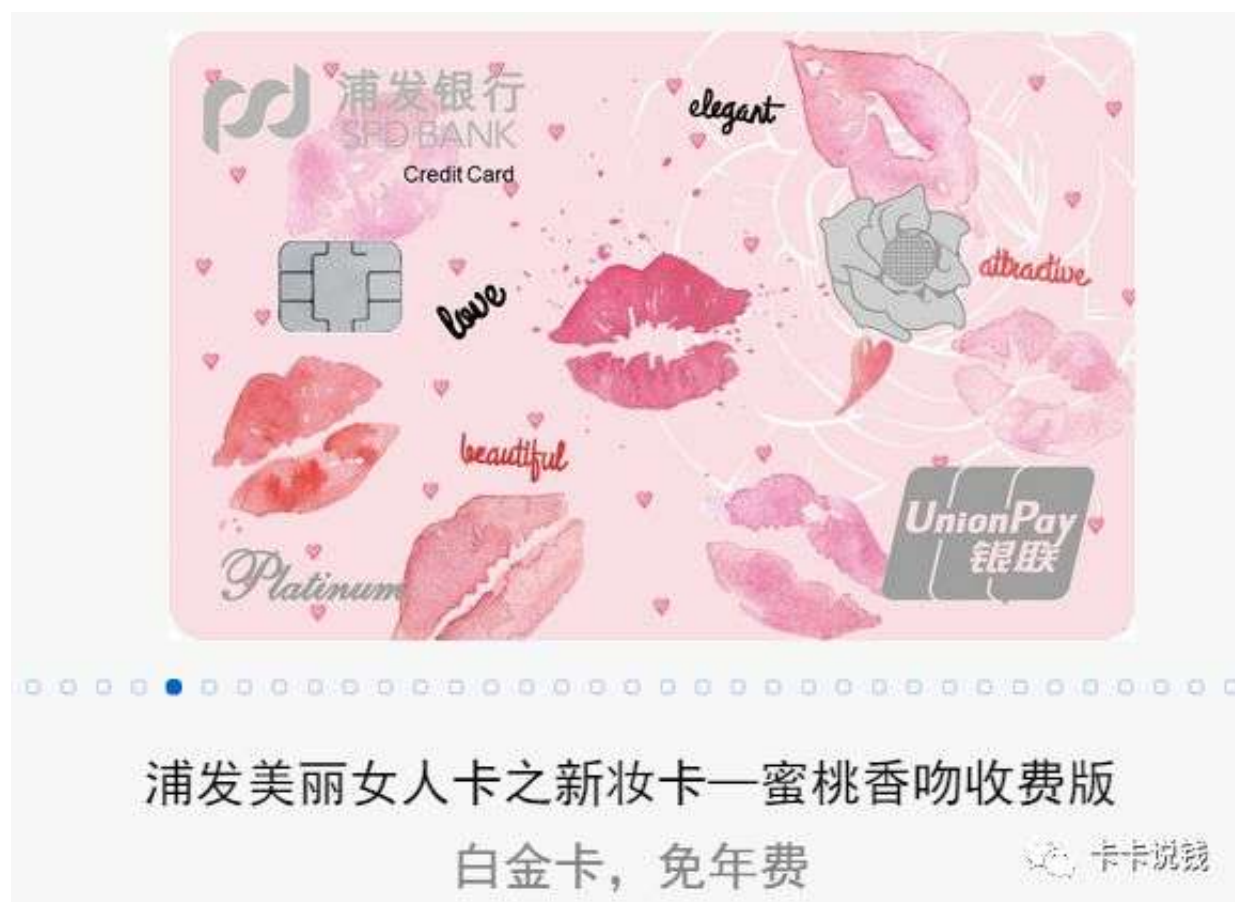 浦发银行
SPD BANK
Credit Card
elegant
attractive
love
beautiful
Platinum
UnionPay
银联
浦发美丽女人卡之新妆卡—蜜桃香吻收费版
白金卡，免年费
卡卡说钱